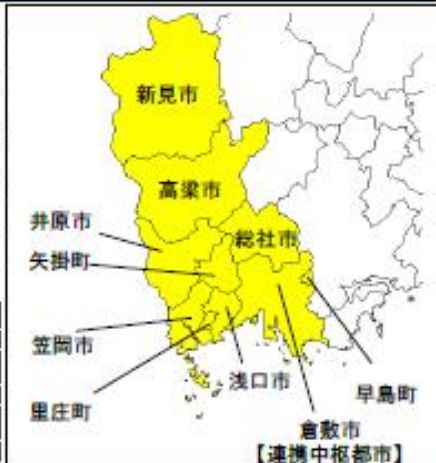 新見市
高梁市
井原市
総社市
矢掛町
笠岡市
浅口市
里庄町
早島町
倉敷市
【連携中枢都市】